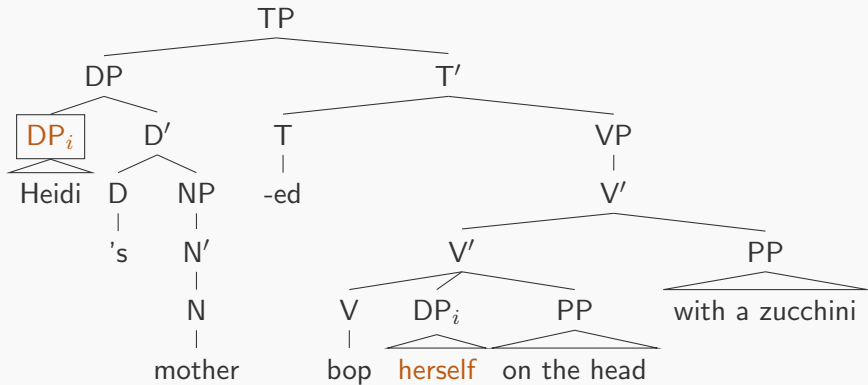 TP
DP T′
DPᵢ D′ T VP
Heidi D NP -ed V′
's N′ V′ PP
N V DPᵢ PP with a zucchini
mother bop herself on the head